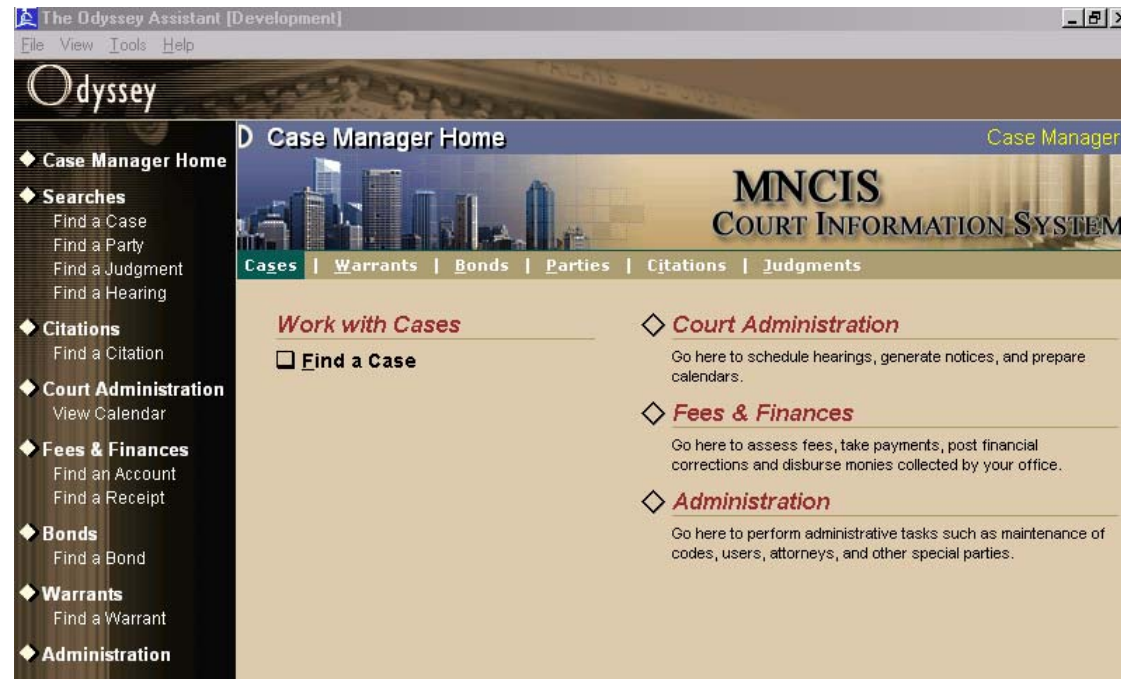 The Odyssey Assistant [Development]
File View Tools Help
Odyssey
PALAIS DE JUSTICE
Case Manager Home
Searches
Find a Case
Find a Party
Find a Judgment
Find a Hearing
Citations
Find a Citation
Court Administration
View Calendar
Fees & Finances
Find an Account
Find a Receipt
Bonds
Find a Bond
Warrants
Find a Warrant
Administration
D Case Manager Home
Case Manager
MNCIS
COURT INFORMATION SYSTEM
Cases | Warrants | Bonds | Parties | Citations | Judgments
Work with Cases
Find a Case
Court Administration
Go here to schedule hearings, generate notices, and prepare
calendars.
Fees & Finances
Go here to assess fees, take payments, post financial
corrections and disburse monies collected by your office.
Administration
Go here to perform administrative tasks such as maintenance of
codes, users, attorneys, and other special parties.